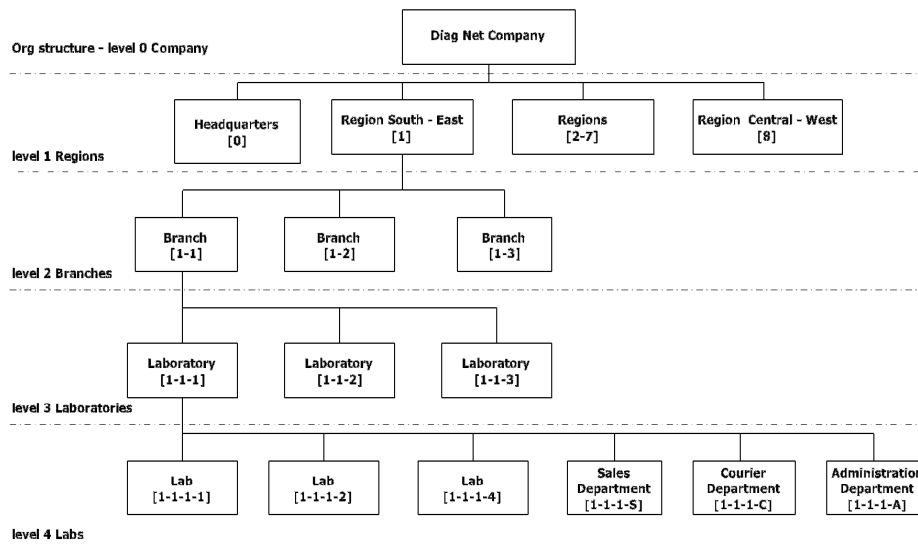 Diag Net Company
Org structure - level 0 Company
Headquarters
[0]
Region South - East
[1]
Regions
[2-7]
Region Central - West
[8]
level 1 Regions
Branch
[1-1]
Branch
[1-2]
Branch
[1-3]
level 2 Branches
Laboratory
[1-1-1]
Laboratory
[1-1-2]
Laboratory
[1-1-3]
level 3 Laboratories
Lab
[1-1-1-1]
Lab
[1-1-1-2]
Lab
[1-1-1-4]
Sales
Department
[1-1-1-S]
Courier
Department
[1-1-1-C]
Administration
Department
[1-1-1-A]
level 4 Labs